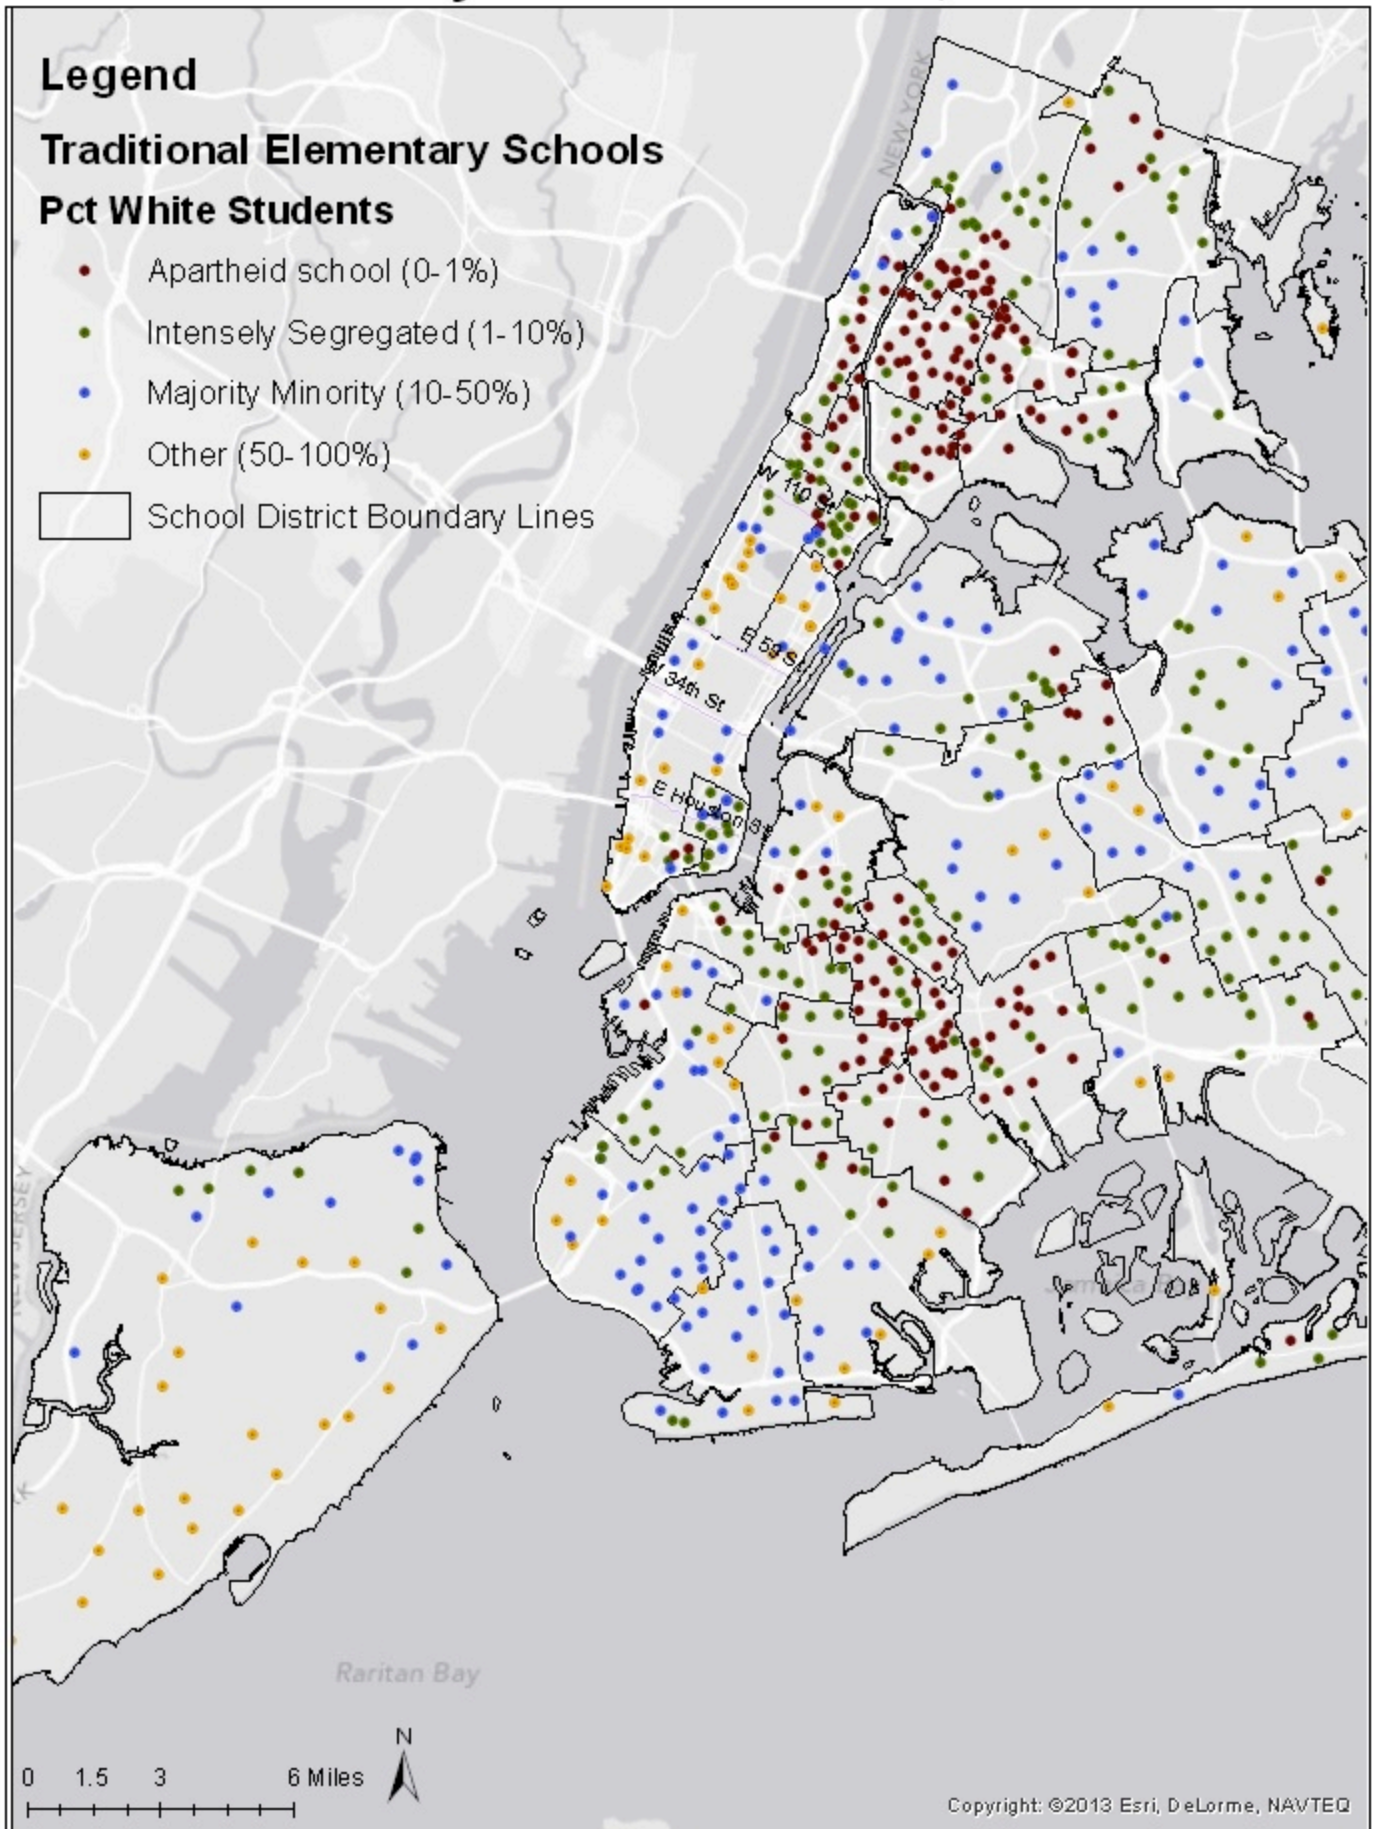 Legend
Traditional Elementary Schools
Pct White Students
Apartheid school (0-1%)
Intensely Segregated (1-10%)
Majority Minority (10-50%)
Other (50-100%)
School District Boundary Lines
NEW YORK
W 110 St
E 59 St
W 34th St
E Houston St
NEW JERSEY
Jamaica Bay
Raritan Bay
N
0 1.5 3 6 Miles
Copyright: ©2013 Esri, DeLorme, NAVTEQ